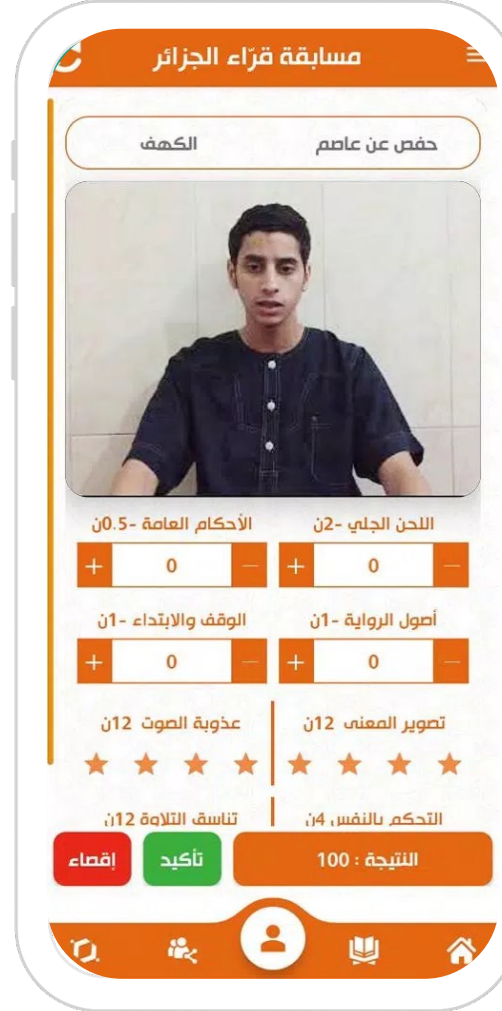 مسابقة قرّاء الجزائر
حفص عن عاصم الكهف
اللحن الجلي -2ن الأحكام العامة -0.5ن
— 0 + — 0 +
أصول الرواية -1ن الوقف والابتداء -1ن
— 0 + — 0 +
تصوير المعنى 12ن عذوبة الصوت 12ن
التحكم بالنفس 4ن تناسق التلاوة 12ن
النتيجة : 100 تأكيد إقصاء